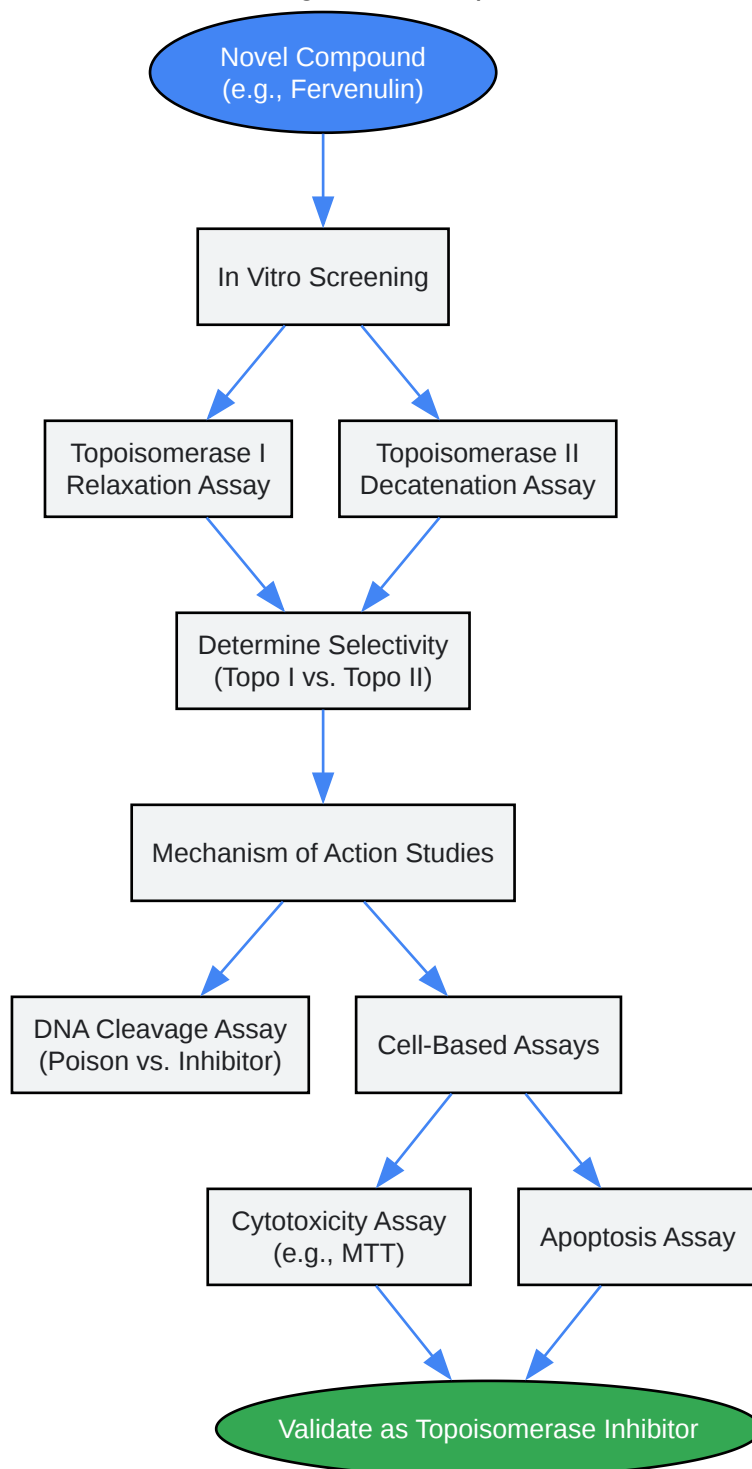 Novel Compound
(e.g., Fervenulin)
In Vitro Screening
Topoisomerase I
Relaxation Assay
Topoisomerase II
Decatenation Assay
Determine Selectivity
(Topo I vs. Topo II)
Mechanism of Action Studies
DNA Cleavage Assay
(Poison vs. Inhibitor)
Cell-Based Assays
Cytotoxicity Assay
(e.g., MTT)
Apoptosis Assay
Validate as Topoisomerase Inhibitor